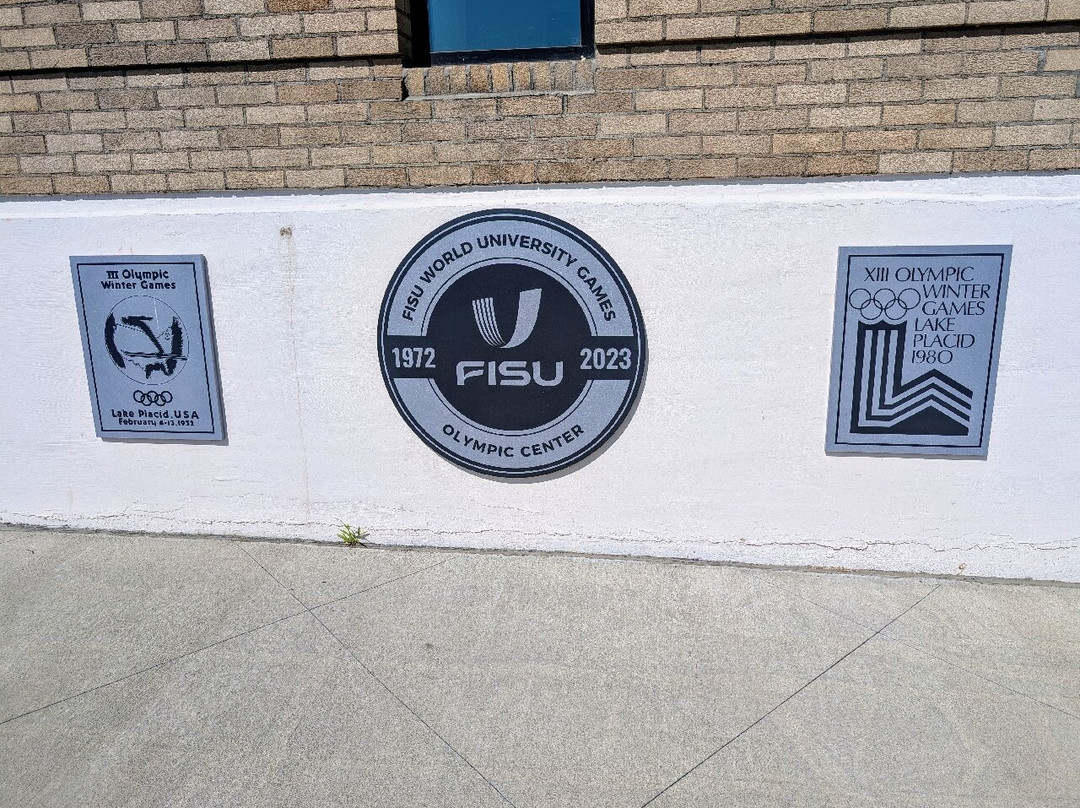 III Olympic
Winter Games
Lake Placid, USA
February 4-13, 1932
FISU WORLD UNIVERSITY GAMES
1972
2023
FISU
OLYMPIC CENTER
XIII OLYMPIC
WINTER
GAMES
LAKE
PLACID
1980